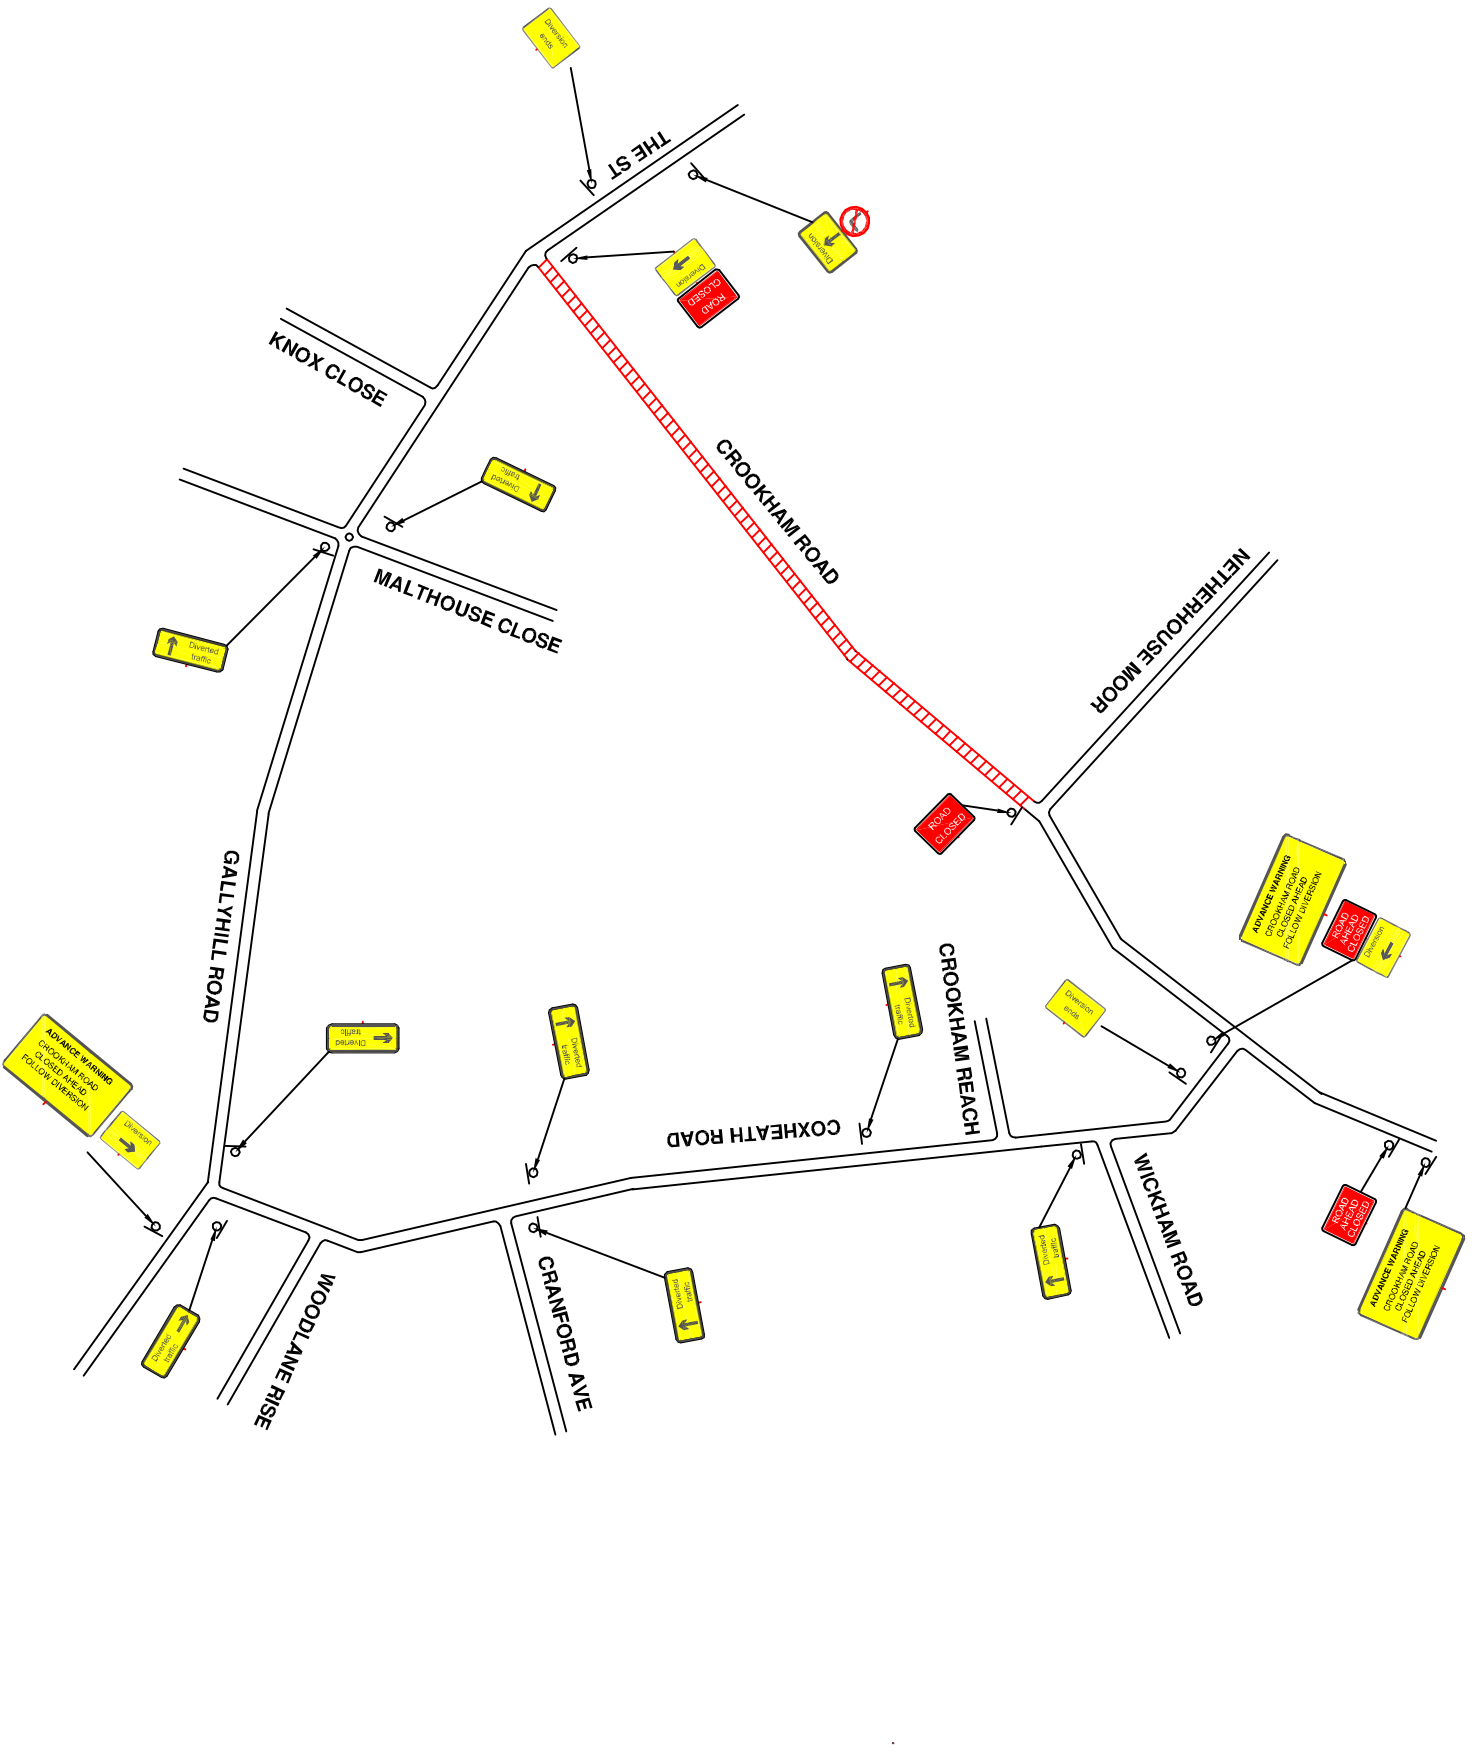 Diversion
ends
THE ST
Diversion
Diversion
ROAD
CLOSED
KNOX CLOSE
CROOKHAM ROAD
Diverted
traffic
NETHERHOUSE MOOR
MALTHOUSE CLOSE
Diverted
traffic
ROAD
CLOSED
GALLYHILL ROAD
ADVANCE WARNING
CROOKHAM ROAD
CLOSED AHEAD
FOLLOW DIVERSION
ROAD
AHEAD
CLOSED
Diversion
CROOKHAM REACH
Diverted
traffic
Diversion
ends
Diverted
traffic
Diverted
traffic
ADVANCE WARNING
CROOKHAM ROAD
CLOSED AHEAD
FOLLOW DIVERSION
Diversion
COXHEATH ROAD
WICKHAM ROAD
ROAD
AHEAD
CLOSED
ADVANCE WARNING
CROOKHAM ROAD
CLOSED AHEAD
FOLLOW DIVERSION
Diverted
traffic
Diverted
traffic
Diverted
traffic
CRANFORD AVE
WOODLANE RISE